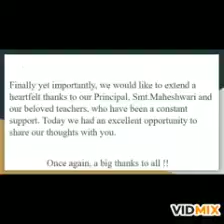 Finally yet importantly, we would like to extend a
heartfelt thanks to our Principal, Smt.Maheshwari and
our beloved teachers, who have been a constant
support. Today we had an excellent opportunity to
share our thoughts with you.
Once again, a big thanks to all !!
VIDMIX